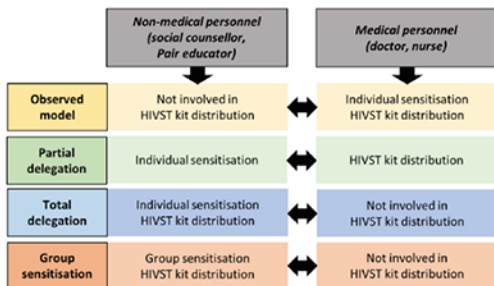 Non-medical personnel
(social counsellor,
Pair educator)
Medical personnel
(doctor, nurse)
Observed
model
Not involved in
HIVST kit distribution
Individual sensitisation
HIVST kit distribution
Partial
delegation
Individual sensitisation
HIVST kit distribution
Total
delegation
Individual sensitisation
HIVST kit distribution
Not involved in
HIVST kit distribution
Group
sensitisation
Group sensitisation
HIVST kit distribution
Not involved in
HIVST kit distribution